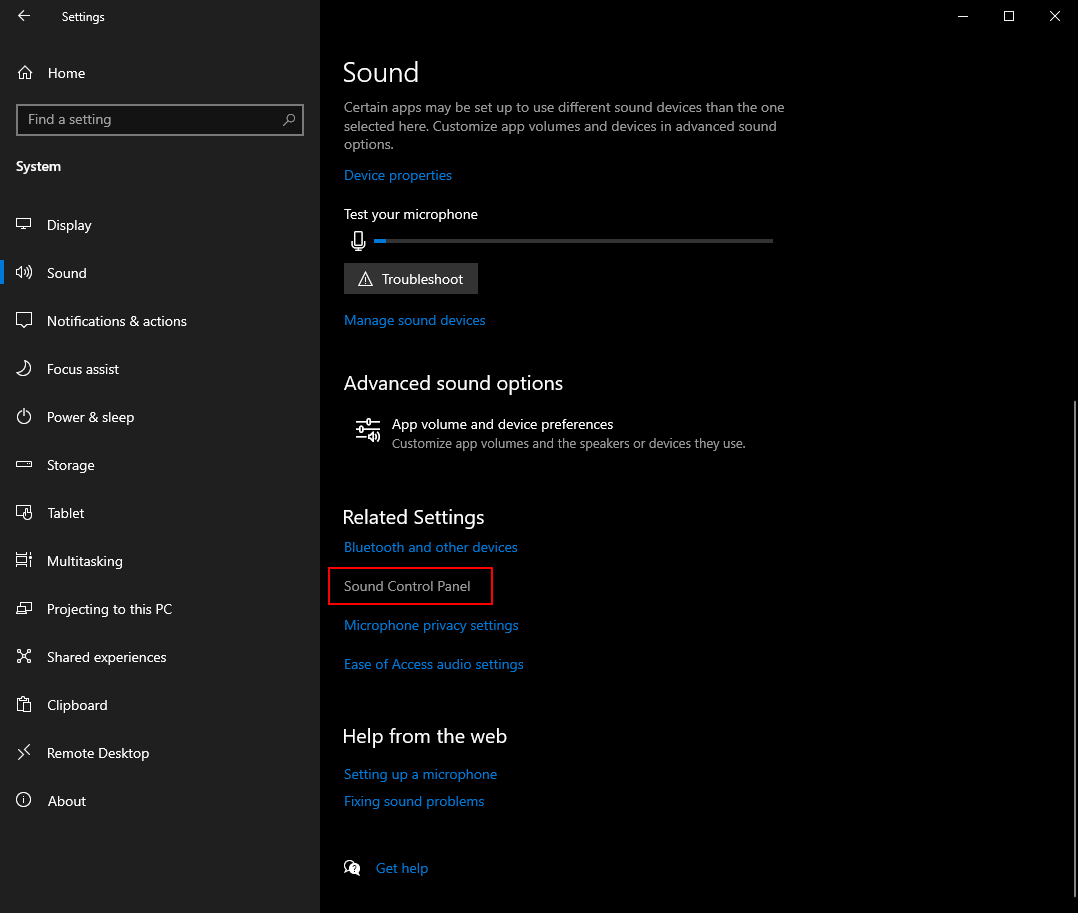 Settings
Home
Find a setting
System
Display
Sound
Notifications & actions
Focus assist
Power & sleep
Storage
Tablet
Multitasking
Projecting to this PC
Shared experiences
Clipboard
Remote Desktop
About
Sound
Certain apps may be set up to use different sound devices than the one
selected here. Customize app volumes and devices in advanced sound
options.
Device properties
Test your microphone
Troubleshoot
Manage sound devices
Advanced sound options
App volume and device preferences
Customize app volumes and the speakers or devices they use.
Related Settings
Bluetooth and other devices
Sound Control Panel
Microphone privacy settings
Ease of Access audio settings
Help from the web
Setting up a microphone
Fixing sound problems
Get help